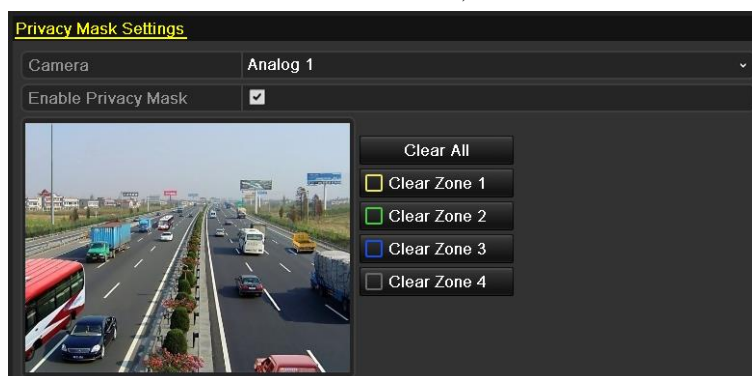 Privacy Mask Settings
Camera
Analog 1
Enable Privacy Mask
Clear All
Clear Zone 1
Clear Zone 2
Clear Zone 3
Clear Zone 4